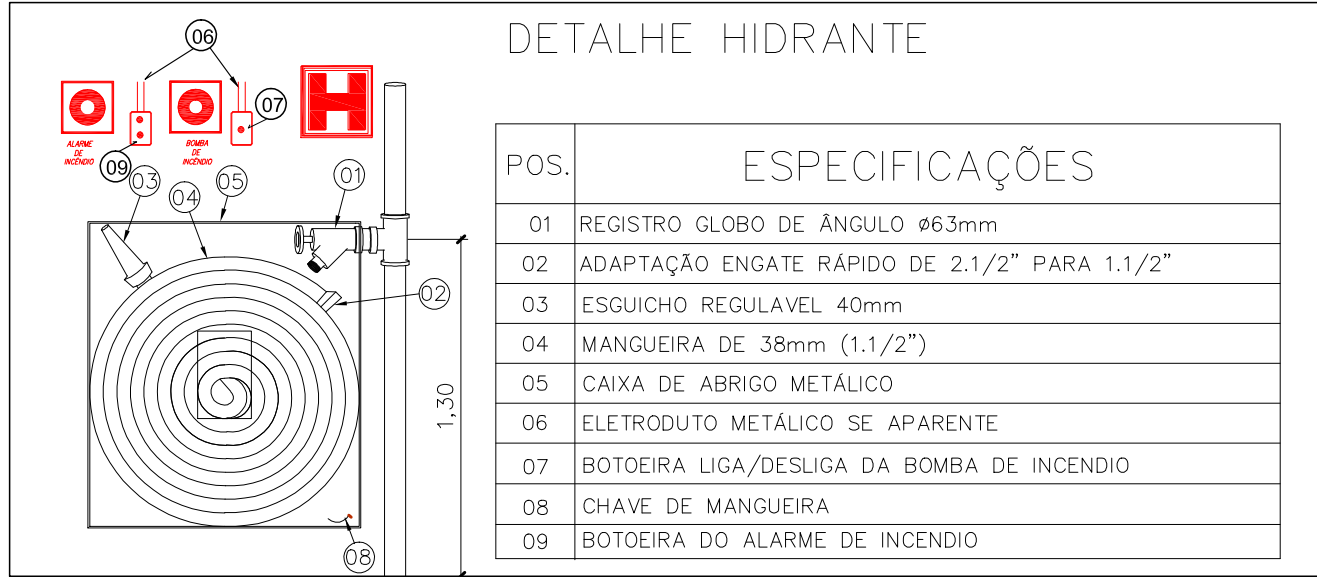 DETALHE HIDRANTE
06
07
09
ALARME
DE
INCÊNDIO
BOMBA
DE
INCÊNDIO
H
03
04
05
01
02
08
1,30
POS. ESPECIFICAÇÕES
01 REGISTRO GLOBO DE ÂNGULO ø63mm
02 ADAPTAÇÃO ENGATE RÁPIDO DE 2.1/2” PARA 1.1/2”
03 ESGUICHO REGULAVEL 40mm
04 MANGUEIRA DE 38mm (1.1/2”)
05 CAIXA DE ABRIGO METÁLICO
06 ELETRODUTO METÁLICO SE APARENTE
07 BOTOEIRA LIGA/DESLIGA DA BOMBA DE INCENDIO
08 CHAVE DE MANGUEIRA
09 BOTOEIRA DO ALARME DE INCENDIO